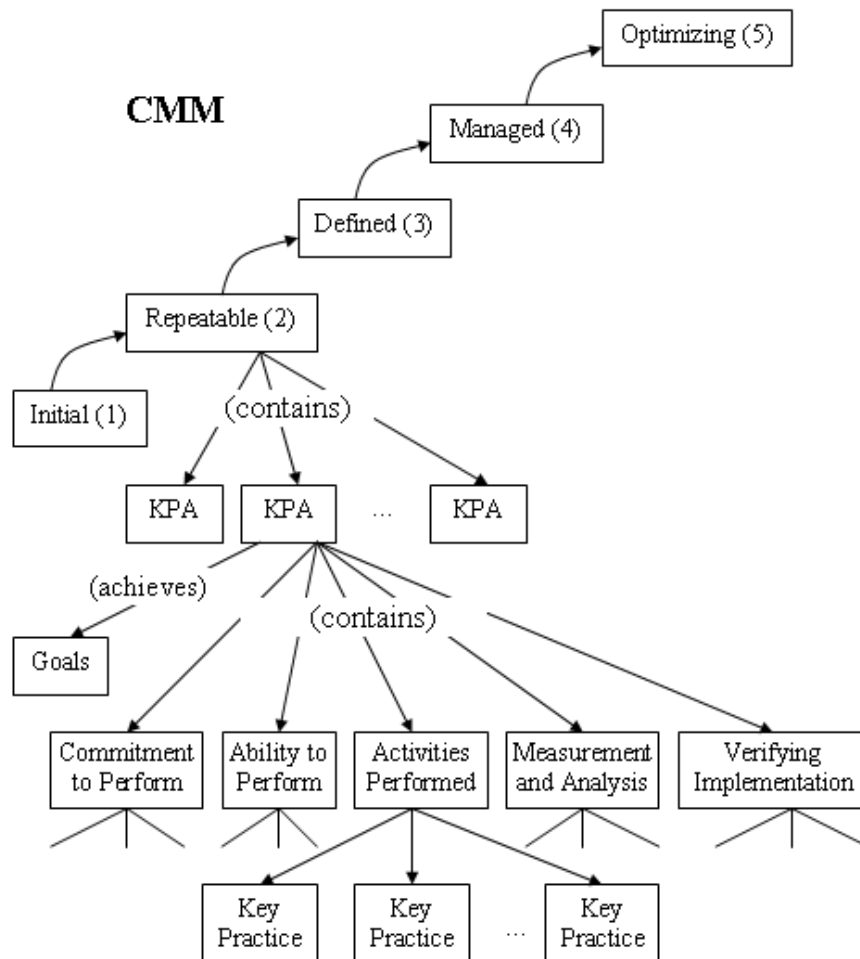 Optimizing (5)
CMM
Managed (4)
Defined (3)
Repeatable (2)
Initial (1)
(contains)
KPA
KPA
...
KPA
(achieves)
(contains)
Goals
Commitment
to Perform
Ability to
Perform
Activities
Performed
Measurement
and Analysis
Verifying
Implementation
Key
Practice
Key
Practice
...
Key
Practice